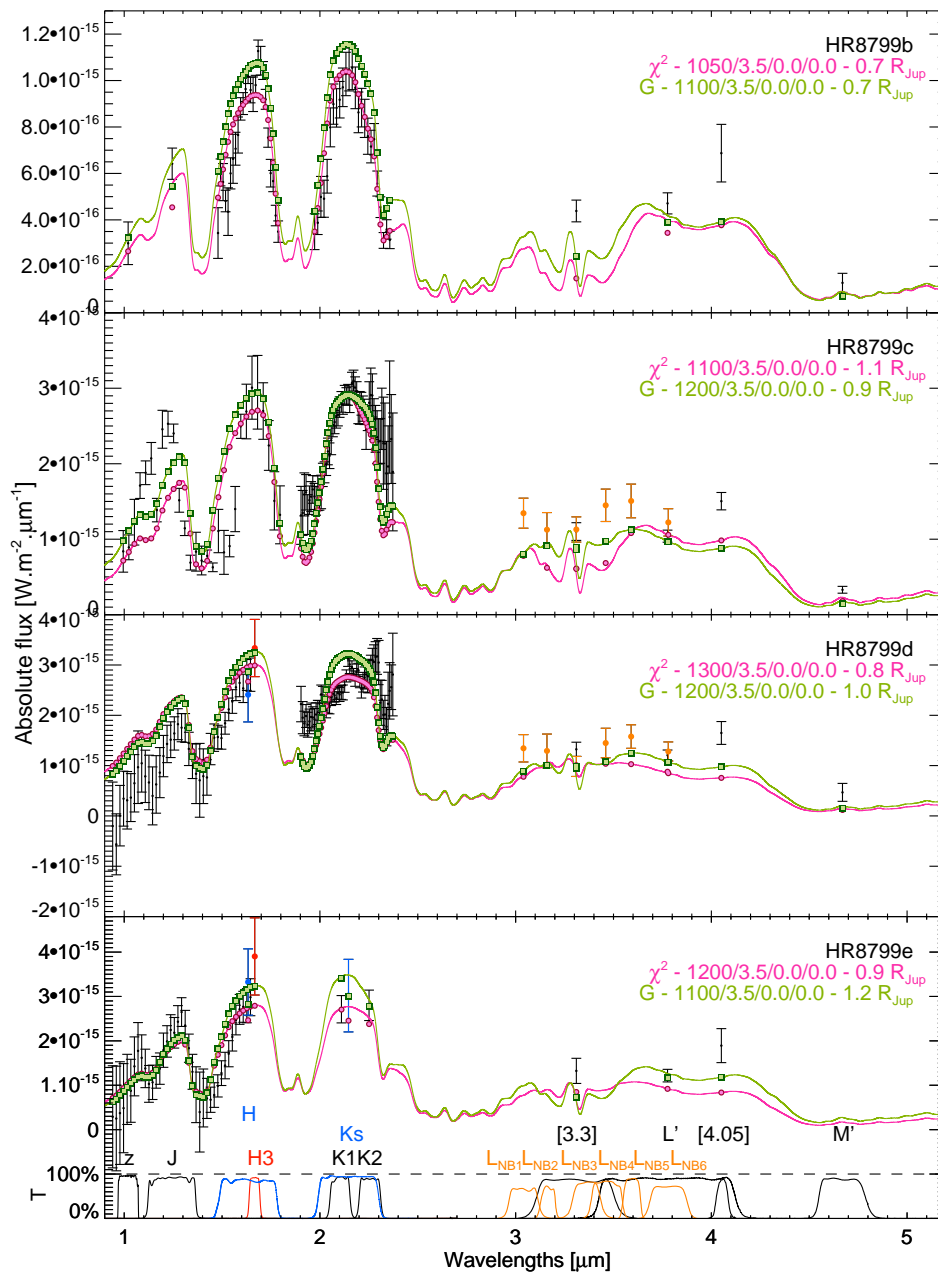 1.2•10⁻¹⁵
1.0•10⁻¹⁵
8.0•10⁻¹⁶
6.0•10⁻¹⁶
4.0•10⁻¹⁶
2.0•10⁻¹⁶
0
HR8799b
χ² - 1050/3.5/0.0/0.0 - 0.7 R_Jup
G - 1100/3.5/0.0/0.0 - 0.7 R_Jup
4•10⁻¹⁵
3•10⁻¹⁵
2•10⁻¹⁵
1•10⁻¹⁵
0
HR8799c
χ² - 1100/3.5/0.0/0.0 - 1.1 R_Jup
G - 1200/3.5/0.0/0.0 - 0.9 R_Jup
Absolute flux [W.m⁻².μm⁻¹]
4•10⁻¹⁵
3•10⁻¹⁵
2•10⁻¹⁵
1•10⁻¹⁵
0
-1•10⁻¹⁵
-2•10⁻¹⁵
HR8799d
χ² - 1300/3.5/0.0/0.0 - 0.8 R_Jup
G - 1200/3.5/0.0/0.0 - 1.0 R_Jup
4•10⁻¹⁵
3•10⁻¹⁵
2•10⁻¹⁵
1•10⁻¹⁵
0
HR8799e
χ² - 1200/3.5/0.0/0.0 - 0.9 R_Jup
G - 1100/3.5/0.0/0.0 - 1.2 R_Jup
H Ks [3.3] L' [4.05] M'
z J H3 K1 K2 L_NB1 L_NB2 L_NB3 L_NB4 L_NB5 L_NB6
100%
0%
T
1 2 3 4 5
Wavelengths [μm]